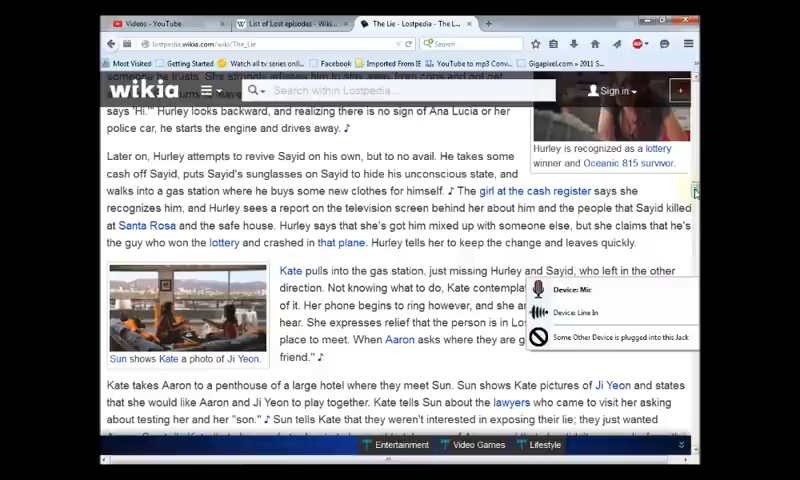 Videos - YouTube
List of Lost episodes - Wiki...
The Lie - Lostpedia - The L...
lostpedia.wikia.com/wiki/The_Lie
Search
Most Visited
Getting Started
Watch all tv series onli...
Facebook
Imported From IE
YouTube to mp3 Conv...
Gigapixel.com - 2011 S...
wikia
Search within Lostpedia...
Sign in
says 'Hi.'" Hurley looks backward, and realizing there is no sign of Ana Lucia or her
police car, he starts the engine and drives away.
Hurley is recognized as a lottery
winner and Oceanic 815 survivor.
Later on, Hurley attempts to revive Sayid on his own, but to no avail. He takes some
cash off Sayid, puts Sayid's sunglasses on Sayid to hide his unconscious state, and
walks into a gas station where he buys some new clothes for himself. The girl at the cash register says she
recognizes him, and Hurley sees a report on the television screen behind her about him and the people that Sayid killed
at Santa Rosa and the safe house. Hurley says that she's got him mixed up with someone else, but she claims that he's
the guy who won the lottery and crashed in that plane. Hurley tells her to keep the change and leaves quickly.
Kate pulls into the gas station, just missing Hurley and Sayid, who left in the other
direction. Not knowing what to do, Kate contempla
of it. Her phone begins to ring however, and she an
hear. She expresses relief that the person is in Los
place to meet. When Aaron asks where they are g
friend."
Device: Mic
Device: Line In
Some Other Device is plugged into this Jack
Sun shows Kate a photo of Ji Yeon.
Kate takes Aaron to a penthouse of a large hotel where they meet Sun. Sun shows Kate pictures of Ji Yeon and states
that she would like Aaron and Ji Yeon to play together. Kate tells Sun about the lawyers who came to visit her asking
about testing her and her "son." Sun tells Kate that they weren't interested in exposing their lie; they just wanted
Entertainment
Video Games
Lifestyle